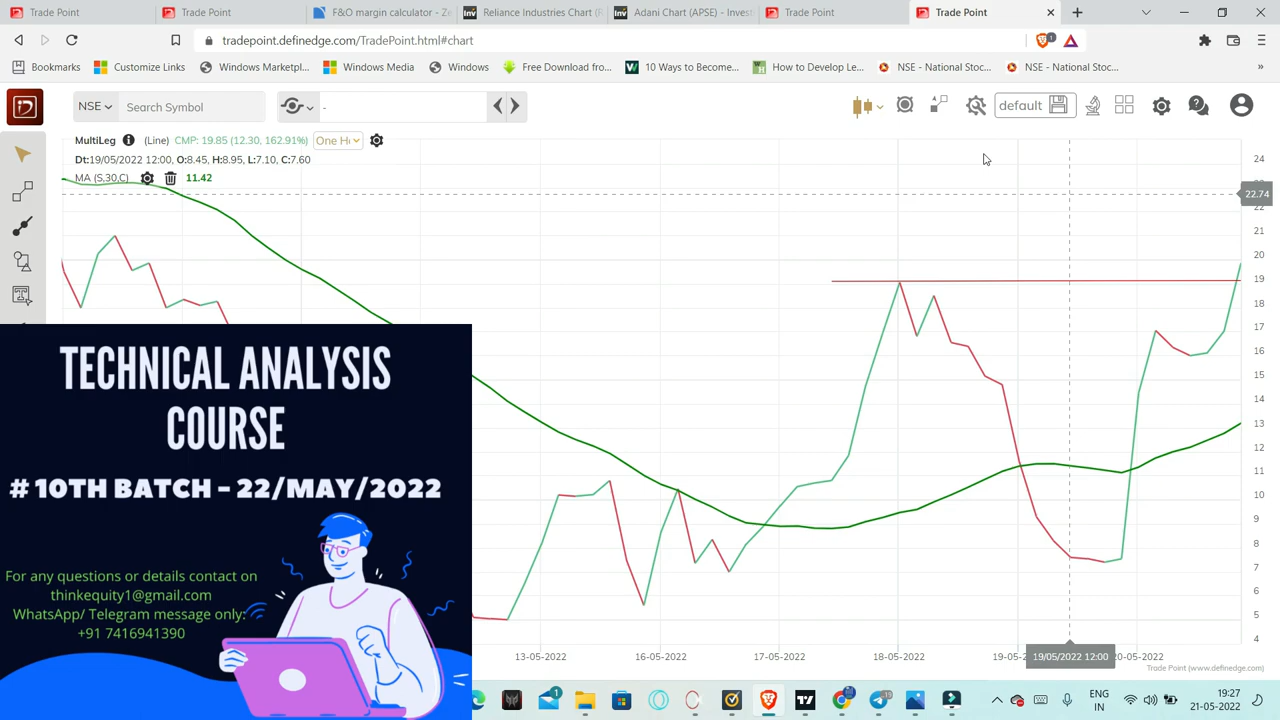 Trade Point
Trade Point
F&O margin calculator - Ze
Reliance Industries Chart (F
Adani Chart (APSE) - Invest
Trade Point
Trade Point
tradepoint.definedge.com/TradePoint.html#chart
1
Bookmarks
Customize Links
Windows Marketpl...
Windows Media
Windows
Free Download fro...
10 Ways to Become...
How to Develop Le...
NSE - National Stoc...
NSE - National Stoc...
»
NSE
Search Symbol
-
default
MultiLeg
(Line)
CMP: 19.85 (12.30, 162.91%)
One H
Dt:19/05/2022 12:00, O:8.45, H:8.95, L:7.10, C:7.60
MA (S,30,C)
11.42
24
22.74
22
21
20
19
18
17
16
15
14
13
12
11
10
9
8
7
6
5
4
TECHNICAL ANALYSIS
COURSE
# 10TH BATCH - 22/MAY/2022
For any questions or details contact on
thinkequity1@gmail.com
WhatsApp/ Telegram message only:
+91 7416941390
13-05-2022
16-05-2022
17-05-2022
18-05-2022
19/05/2022 12:00
20-05-2022
Trade Point (www.definedge.com)
ENG
IN
19:27
21-05-2022